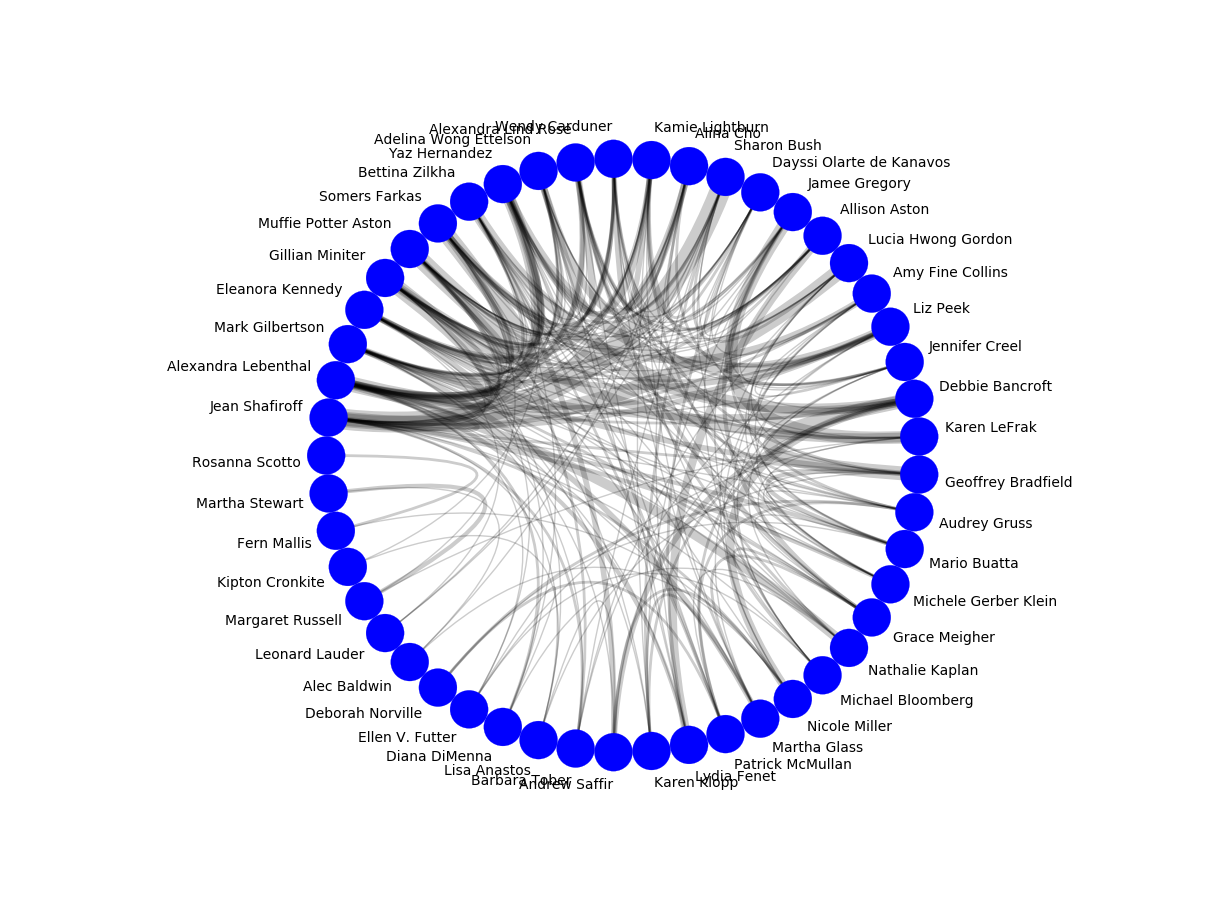 Wendy Carduner
Kamie Lightburn
Alexandra Lind Rose
Alina Cho
Adelina Wong Ettelson
Sharon Bush
Yaz Hernandez
Dayssi Olarte de Kanavos
Bettina Zilkha
Jamee Gregory
Somers Farkas
Allison Aston
Muffie Potter Aston
Lucia Hwong Gordon
Gillian Miniter
Amy Fine Collins
Eleanora Kennedy
Liz Peek
Mark Gilbertson
Jennifer Creel
Alexandra Lebenthal
Debbie Bancroft
Jean Shafiroff
Karen LeFrak
Rosanna Scotto
Geoffrey Bradfield
Martha Stewart
Audrey Gruss
Fern Mallis
Mario Buatta
Kipton Cronkite
Michele Gerber Klein
Margaret Russell
Grace Meigher
Leonard Lauder
Nathalie Kaplan
Alec Baldwin
Michael Bloomberg
Deborah Norville
Nicole Miller
Ellen V. Futter
Martha Glass
Diana DiMenna
Patrick McMullan
Lisa Anastos
Lydia Fenet
Barbara Tober
Karen Klopp
Andrew Saffir